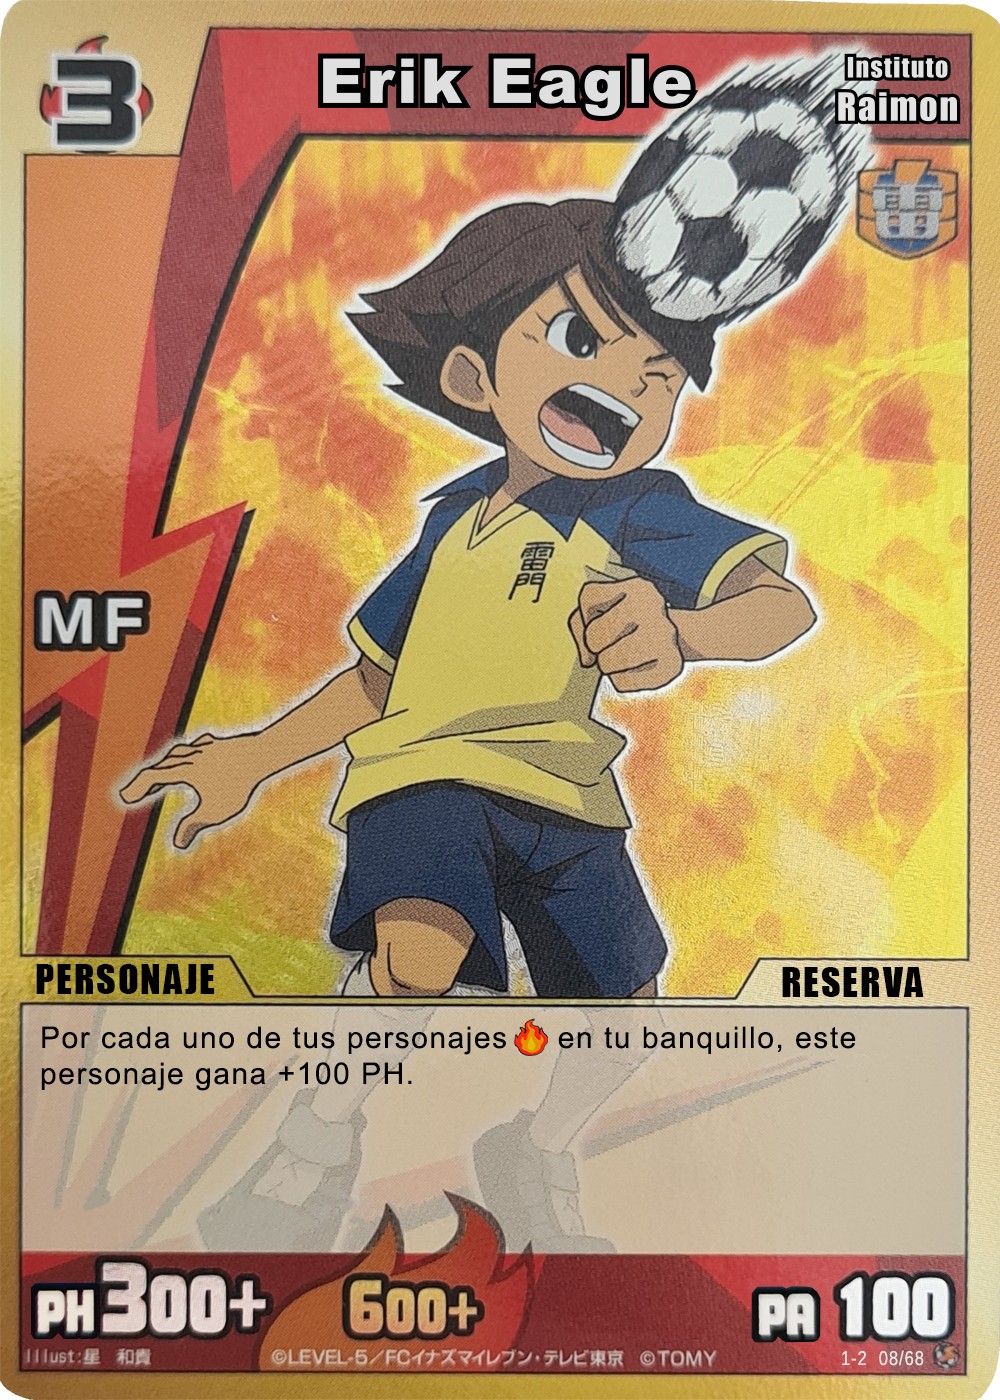 3
Erik Eagle
Instituto
Raimon
雷門
MF
PERSONAJE
RESERVA
Por cada uno de tus personajes en tu banquillo, este
personaje gana +100 PH.
PH 300+
600+
PA 100
Illust:星 和貴
©LEVEL-5／FCイナズマイレブン・テレビ東京 ©TOMY
1-2 08/68